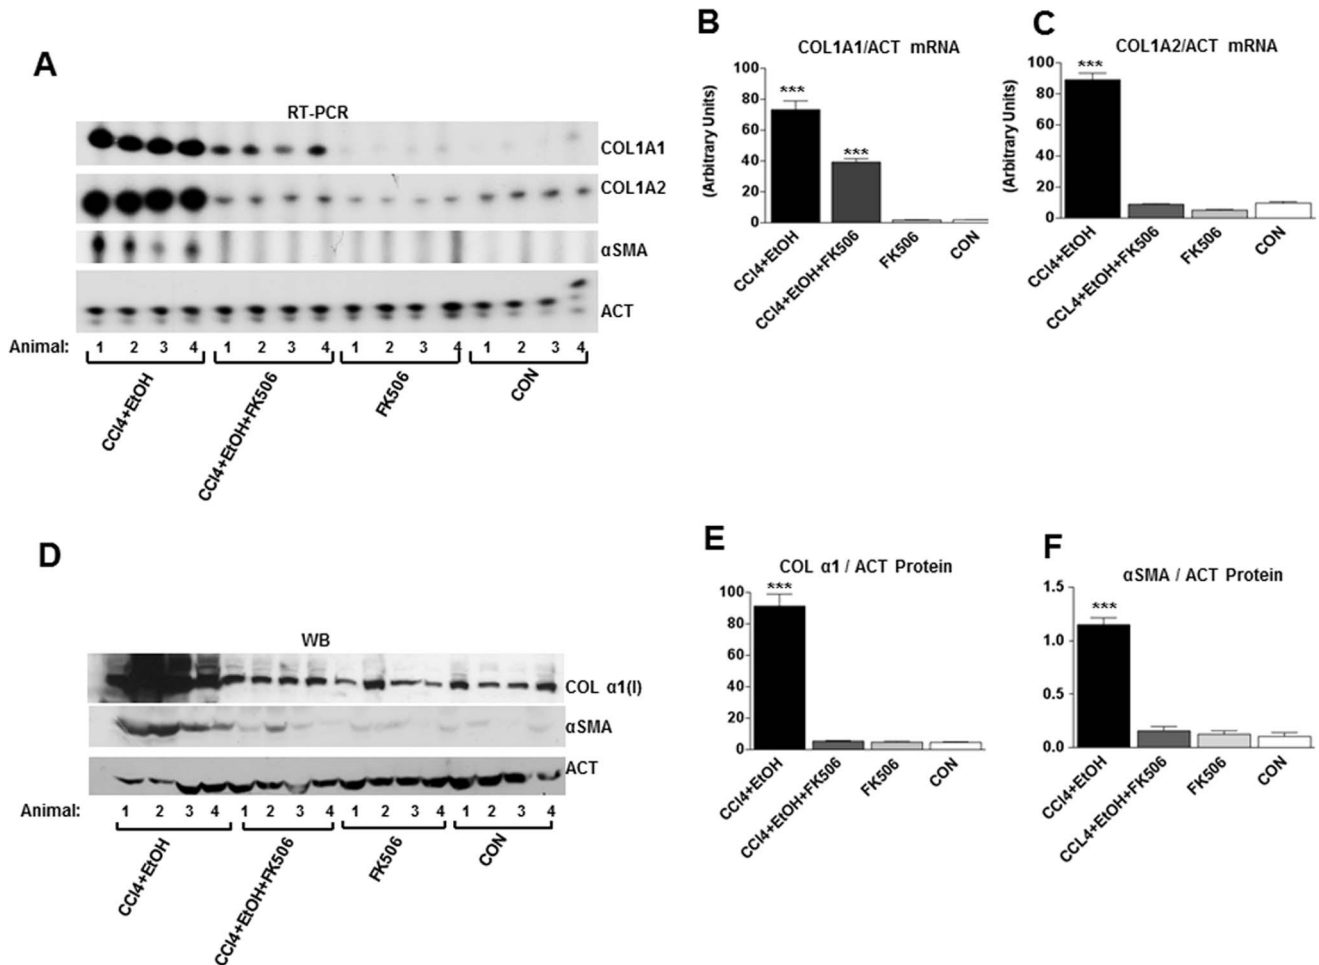 A
RT-PCR
COL1A1
COL1A2
αSMA
ACT
Animal: 1 2 3 4 1 2 3 4 1 2 3 4 1 2 3 4
CCl4+EtOH
CCl4+EtOH+FK506
FK506
CON
B
COL1A1/ACT mRNA
(Arbitrary Units)
100
80
60
40
20
0
***
***
CCl4+EtOH
CCl4+EtOH+FK506
FK506
CON
C
COL1A2/ACT mRNA
(Arbitrary Units)
100
80
60
40
20
0
***
CCl4+EtOH
CCL4+EtOH+FK506
FK506
CON
D
WB
COL α1(I)
αSMA
ACT
Animal: 1 2 3 4 1 2 3 4 1 2 3 4 1 2 3 4
CCl4+EtOH
CCl4+EtOH+FK506
FK506
CON
E
COL α1 / ACT Protein
100
80
60
40
20
0
***
CCl4+EtOH
CCl4+EtOH+FK506
FK506
CON
F
αSMA / ACT Protein
1.5
1.0
0.5
0.0
***
CCl4+EtOH
CCL4+EtOH+FK506
FK506
CON